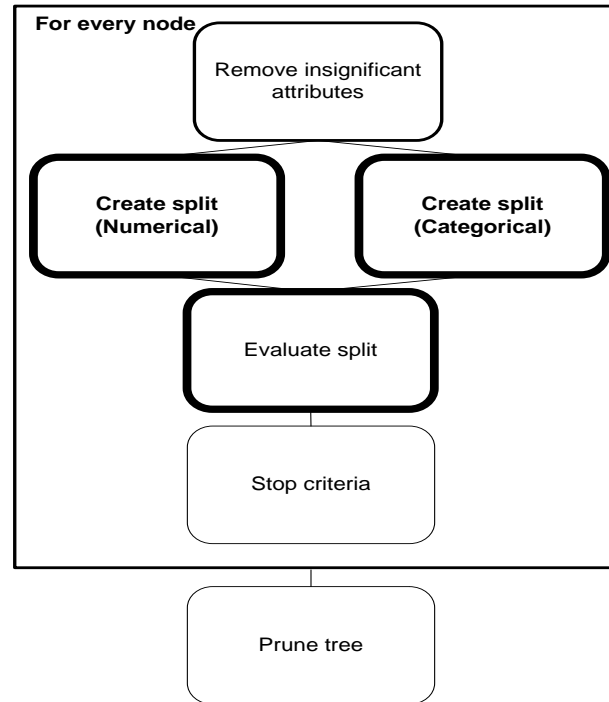 For every node
Remove insignificant
attributes
Create split
(Numerical)
Create split
(Categorical)
Evaluate split
Stop criteria
Prune tree